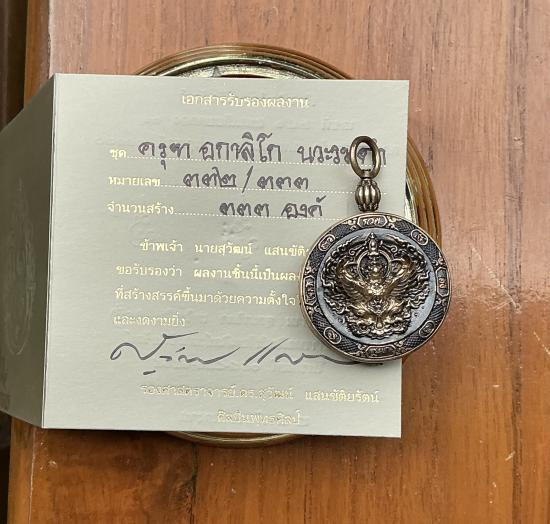 เอกสารรับรองผลงาน
ชุด ครุฑ อกาลิโก นวะ
หมายเลข ๓๓๒/๓๓๓
จำนวนสร้าง ๓๓๓ องค์
ข้าพเจ้า นายสุวัฒน์ แสนขัติ
ขอรับรองว่า ผลงานชิ้นนี้เป็นผล
ที่สร้างสรรค์ขึ้นมาด้วยความตั้งใจ
และงดงามยิ่ง
รองศาสตราจารย์.ดร.สุวัฒน์ แสนขัติยรัตน์
ศิลปินพุทธศิลป์